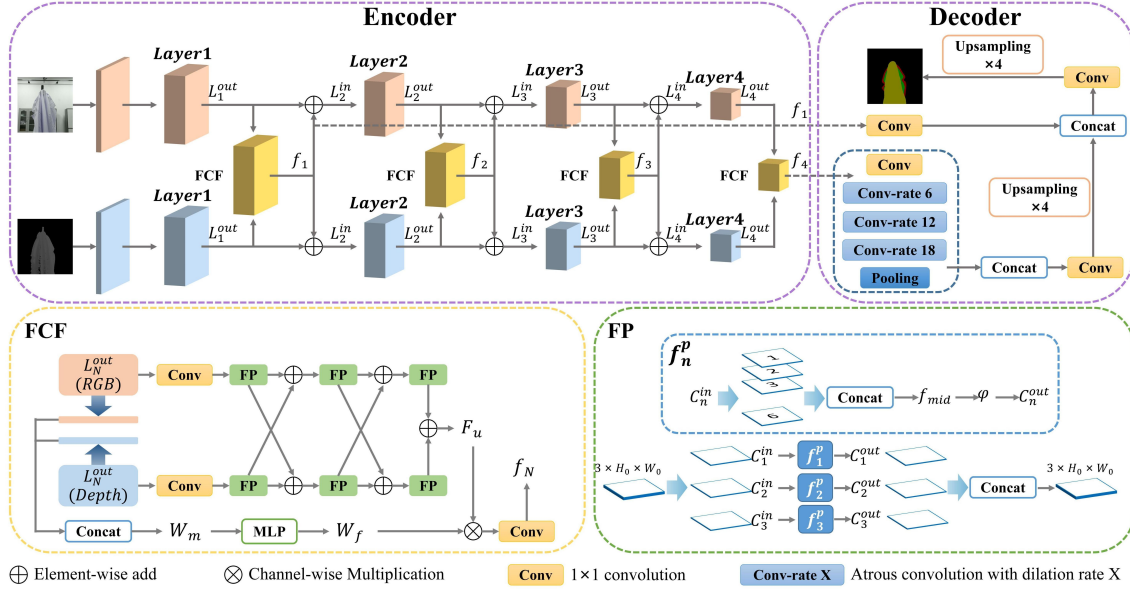 Encoder
Decoder
Layer1
Layer2
Layer3
Layer4
L_1^{out}
L_2^{in}
L_2^{out}
L_3^{in}
L_3^{out}
L_4^{in}
L_4^{out}
f_1
FCF
f_1
FCF
f_2
FCF
f_3
FCF
f_4
Layer1
Layer2
Layer3
Layer4
L_1^{out}
L_2^{in}
L_2^{out}
L_3^{in}
L_3^{out}
L_4^{in}
L_4^{out}
Upsampling
×4
Conv
Conv
Concat
Conv
Conv-rate 6
Conv-rate 12
Conv-rate 18
Pooling
Upsampling
×4
Concat
Conv
FCF
L_N^{out}
(RGB)
Conv
FP
FP
FP
F_u
L_N^{out}
(Depth)
Conv
FP
FP
FP
f_N
Concat
W_m
MLP
W_f
Conv
FP
f_n^p
C_n^{in}
1
2
3
6
Concat
f_{mid}
φ
C_n^{out}
3 × H_0 × W_0
C_1^{in}
f_1^p
C_1^{out}
C_2^{in}
f_2^p
C_2^{out}
C_3^{in}
f_3^p
C_3^{out}
Concat
3 × H_0 × W_0
Element-wise add
Channel-wise Multiplication
Conv
1×1 convolution
Conv-rate X
Atrous convolution with dilation rate X